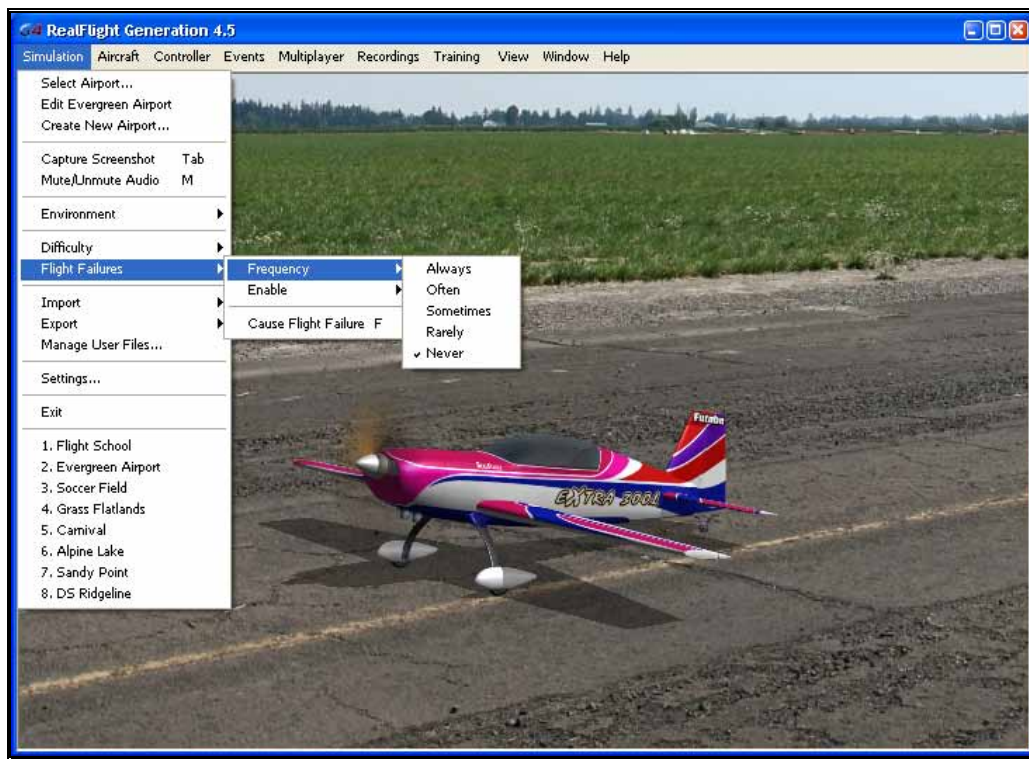 G4 RealFlight Generation 4.5
Simulation Aircraft Controller Events Multiplayer Recordings Training View Window Help
Select Airport...
Edit Evergreen Airport
Create New Airport...
Capture Screenshot Tab
Mute/Unmute Audio M
Environment
Difficulty
Flight Failures
Import
Export
Manage User Files...
Settings...
Exit
1. Flight School
2. Evergreen Airport
3. Soccer Field
4. Grass Flatlands
5. Carnival
6. Alpine Lake
7. Sandy Point
8. DS Ridgeline
Frequency
Enable
Cause Flight Failure F
Always
Often
Sometimes
Rarely
Never
Futaba
EXTRA 300L